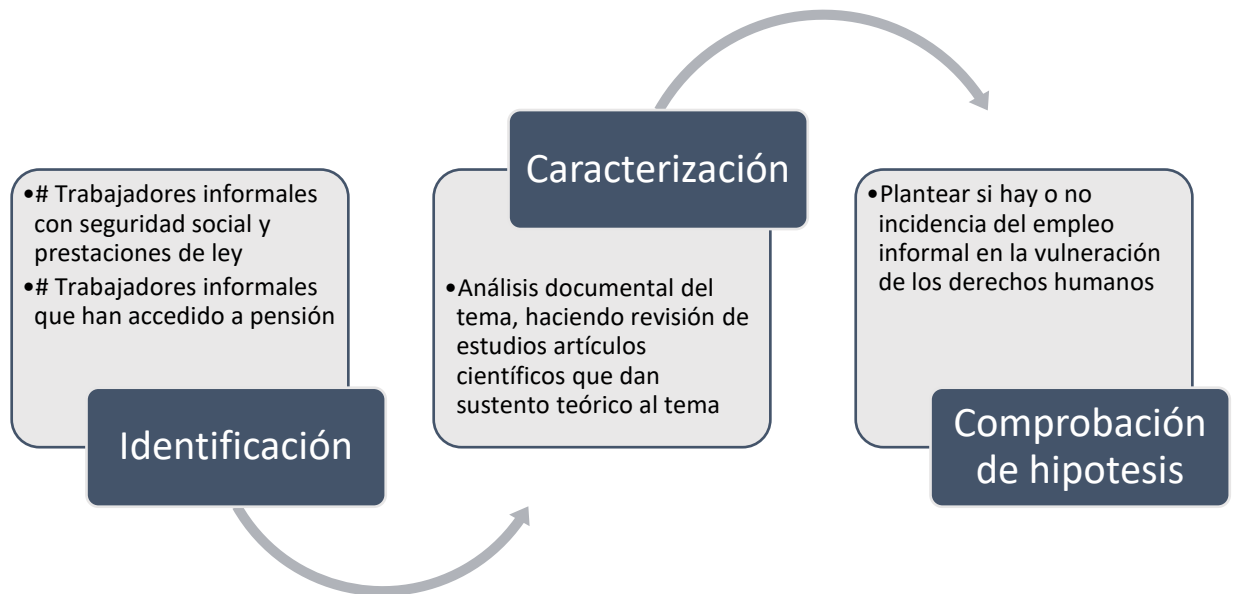 •# Trabajadores informales
con seguridad social y
prestaciones de ley
•# Trabajadores informales
que han accedido a pensión
Identificación
Caracterización
•Análisis documental del
tema, haciendo revisión de
estudios artículos
científicos que dan
sustento teórico al tema
•Plantear si hay o no
incidencia del empleo
informal en la vulneración
de los derechos humanos
Comprobación
de hipotesis